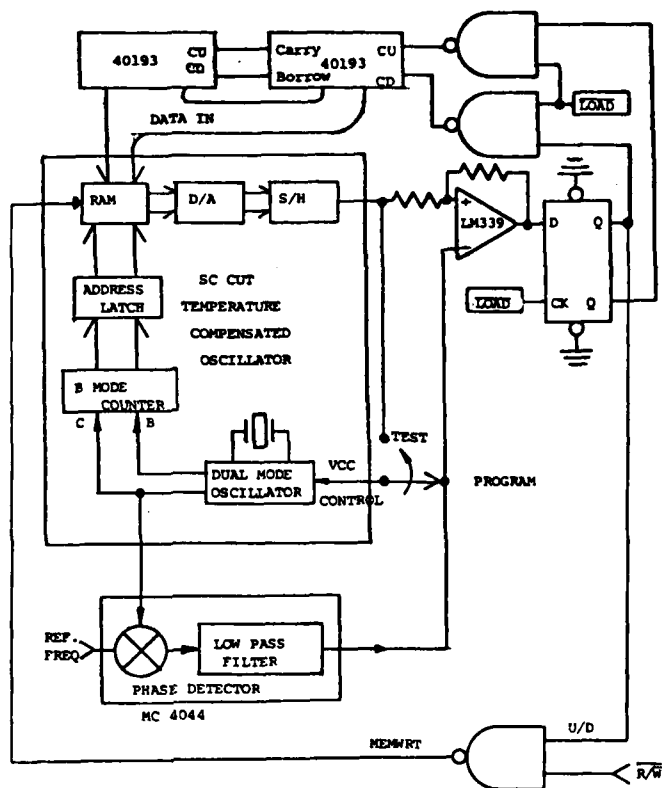 40193
CU
CD
Carry
Borrow
40193
CU
CD
LOAD
DATA IN
RAM
D/A
S/H
+
LM339
−
D
Q
CK
Q
LOAD
ADDRESS
LATCH
SC CUT
TEMPERATURE
COMPENSATED
OSCILLATOR
B MODE
COUNTER
C
B
DUAL MODE
OSCILLATOR
VCC
CONTROL
TEST
PROGRAM
REF.
FREQ
LOW PASS
FILTER
PHASE DETECTOR
MC 4044
MEMWRT
U/D
R/W